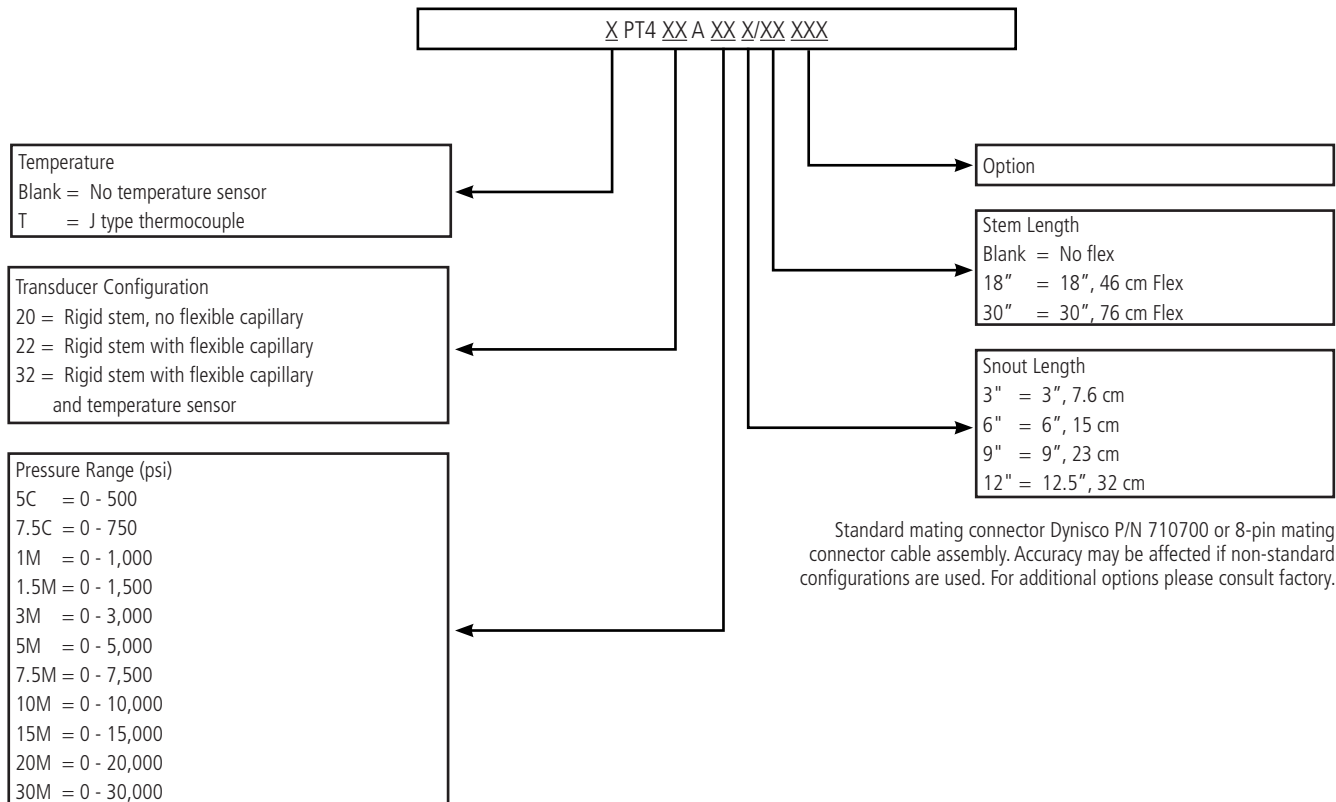 X PT4 XX A XX X/XX XXX
Temperature
Blank = No temperature sensor
T = J type thermocouple
Transducer Configuration
20 = Rigid stem, no flexible capillary
22 = Rigid stem with flexible capillary
32 = Rigid stem with flexible capillary
and temperature sensor
Pressure Range (psi)
5C = 0 - 500
7.5C = 0 - 750
1M = 0 - 1,000
1.5M = 0 - 1,500
3M = 0 - 3,000
5M = 0 - 5,000
7.5M = 0 - 7,500
10M = 0 - 10,000
15M = 0 - 15,000
20M = 0 - 20,000
30M = 0 - 30,000
Option
Stem Length
Blank = No flex
18″ = 18″, 46 cm Flex
30″ = 30″, 76 cm Flex
Snout Length
3" = 3″, 7.6 cm
6" = 6″, 15 cm
9" = 9″, 23 cm
12" = 12.5″, 32 cm
Standard mating connector Dynisco P/N 710700 or 8-pin mating
connector cable assembly. Accuracy may be affected if non-standard
configurations are used. For additional options please consult factory.